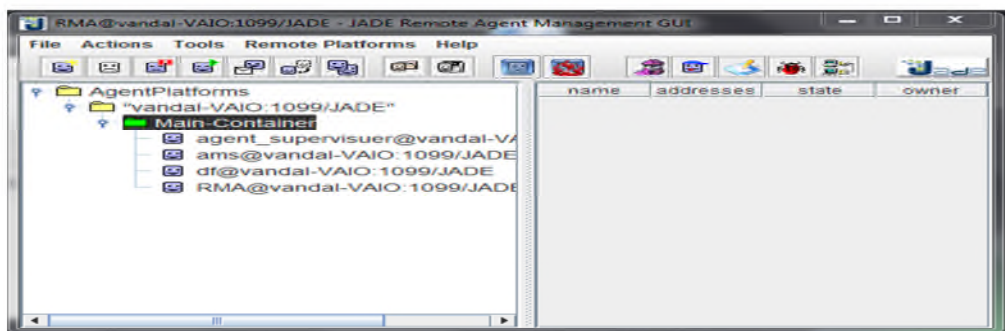 RMA@vandal-VAIO:1099/JADE - JADE Remote Agent Management GUI
File Actions Tools Remote Platforms Help
AgentPlatforms
name addresses state owner
"vandal-VAIO:1099/JADE"
Main-Container
agent_supervisuer@vandal-VA
ams@vandal-VAIO:1099/JADE
df@vandal-VAIO:1099/JADE
RMA@vandal-VAIO:1099/JADE